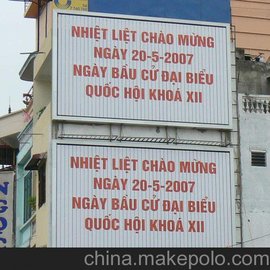 NHIỆT LIỆT CHÀO MỪNG
NGÀY 20-5-2007
NGÀY BẦU CỬ ĐẠI BIỂU
QUỐC HỘI KHOÁ XII
NHIỆT LIỆT CHÀO MỪNG
NGÀY 20-5-2007
NGÀY BẦU CỬ ĐẠI BIỂU
QUỐC HỘI KHOÁ XII
china.makepolo.com